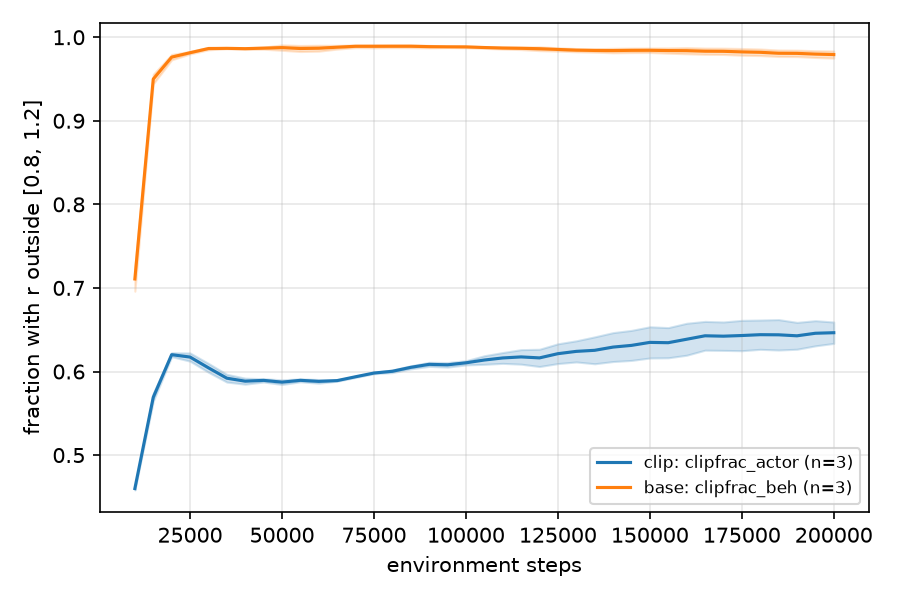 1.0
0.9
0.8
0.7
0.6
0.5
fraction with r outside [0.8, 1.2]
clip: clipfrac_actor (n=3)
base: clipfrac_beh (n=3)
25000 50000 75000 100000 125000 150000 175000 200000
environment steps